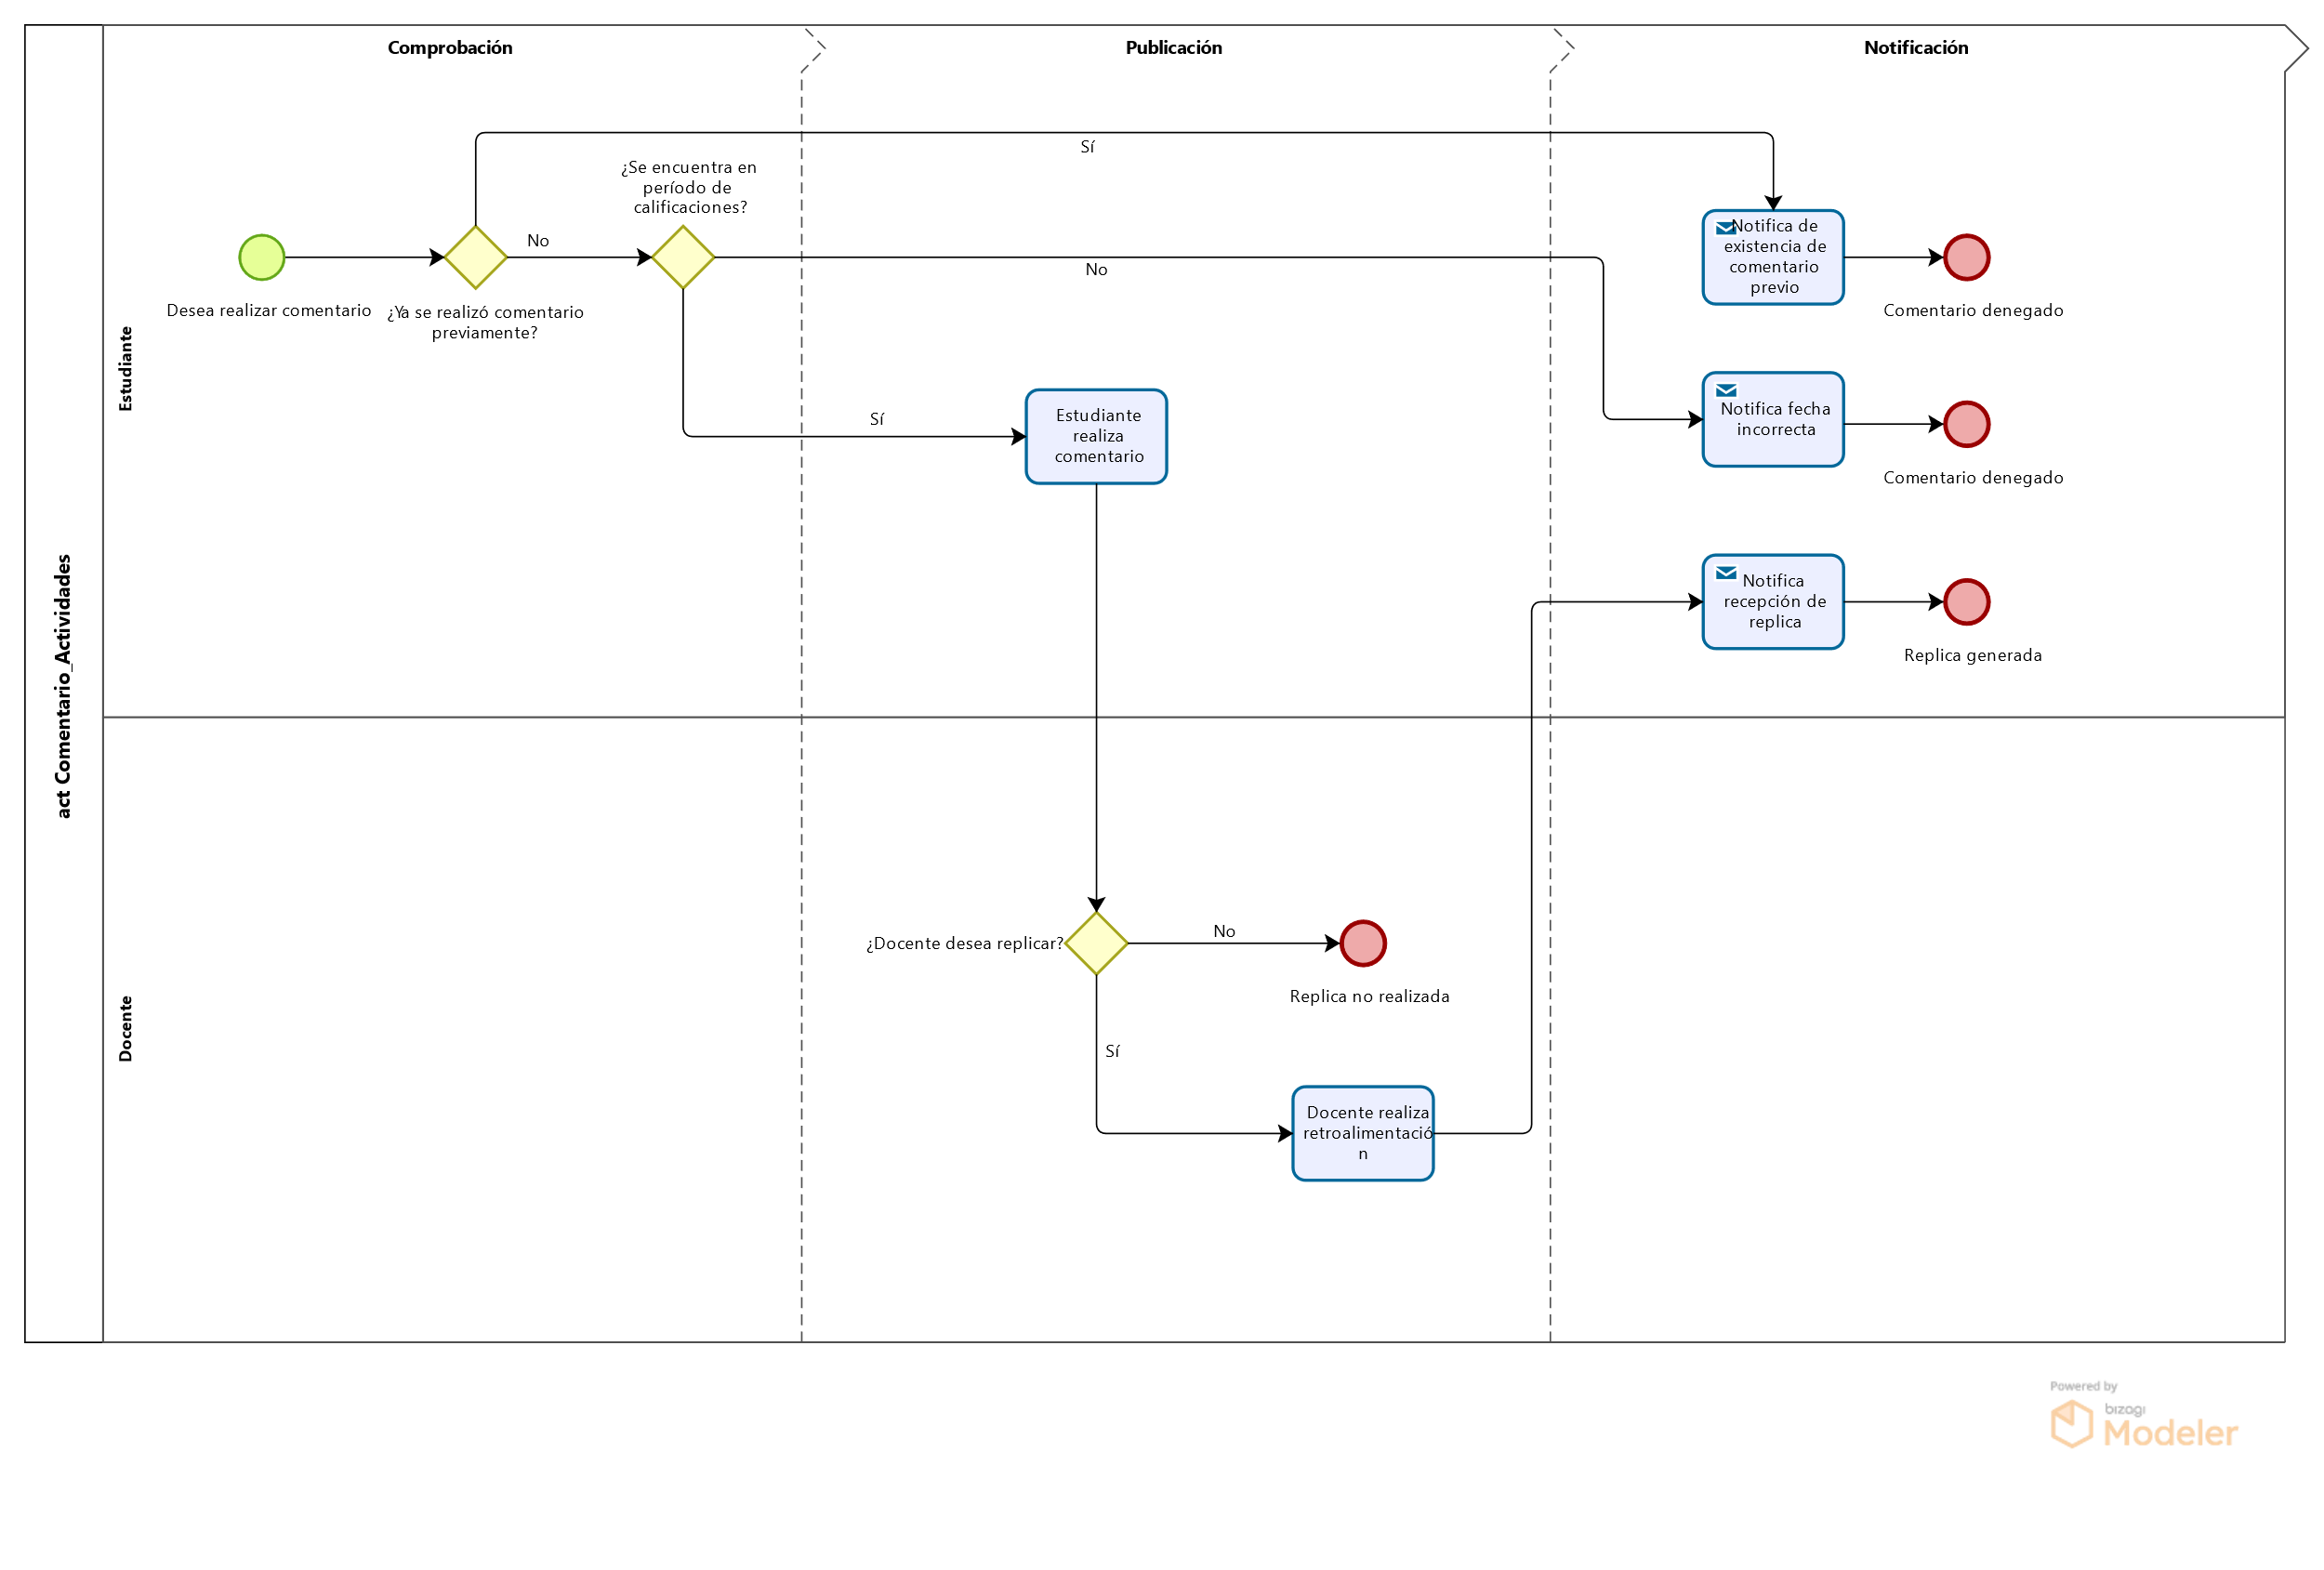 Comprobación
Publicación
Notificación
act Comentario_Actividades
Estudiante
Docente
Sí
¿Se encuentra en
período de
calificaciones?
No
No
Desea realizar comentario
¿Ya se realizó comentario
previamente?
Notifica de
existencia de
comentario
previo
Comentario denegado
Sí
Estudiante
realiza
comentario
Notifica fecha
incorrecta
Comentario denegado
Notifica
recepción de
replica
Replica generada
¿Docente desea replicar?
No
Replica no realizada
Sí
Docente realiza
retroalimentació
n
Powered by
bizagi
Modeler